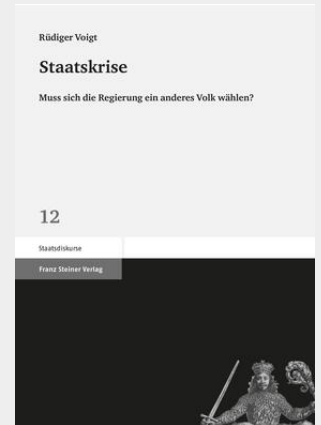 Rüdiger Voigt
Staatskrise
Muss sich die Regierung ein anderes Volk wählen?
12
Staatsdiskurse
Franz Steiner Verlag